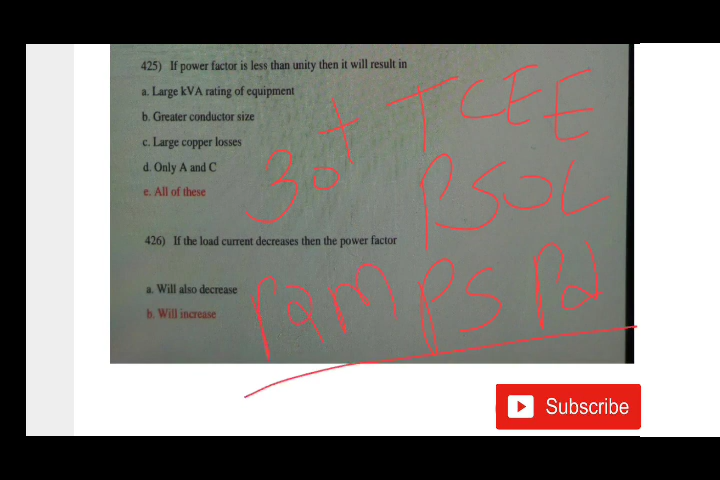 425) If power factor is less than unity then it will result in
a. Large kVA rating of equipment
b. Greater conductor size
c. Large copper losses
d. Only A and C
e. All of these
30+ TCEE
PSOL
426) If the load current decreases then the power factor
a. Will also decrease
b. Will increase
PSPd
Subscribe